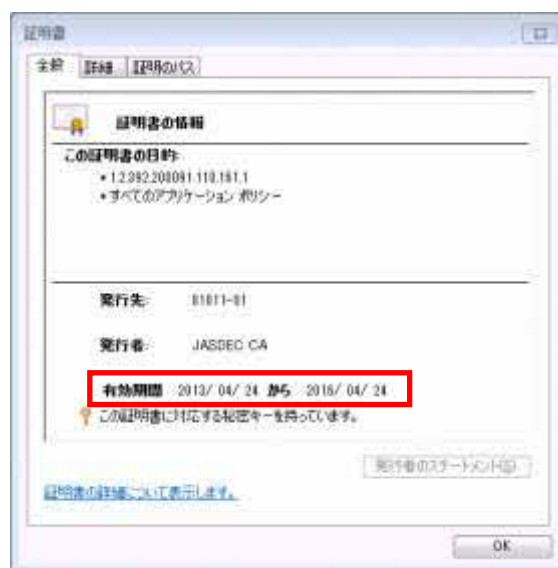 証明書
全般 詳細 証明のパス
証明書の情報
この証明書の目的:
• 1.2.392.200091.110.161.1
• すべてのアプリケーション ポリシー
発行先: 81011-01
発行者: JASDEC CA
有効期間 2013/ 04/ 24 から 2016/ 04/ 24
この証明書に対応する秘密キーを持っています。
発行者のステートメント(S)
証明書の詳細について表示します。
OK